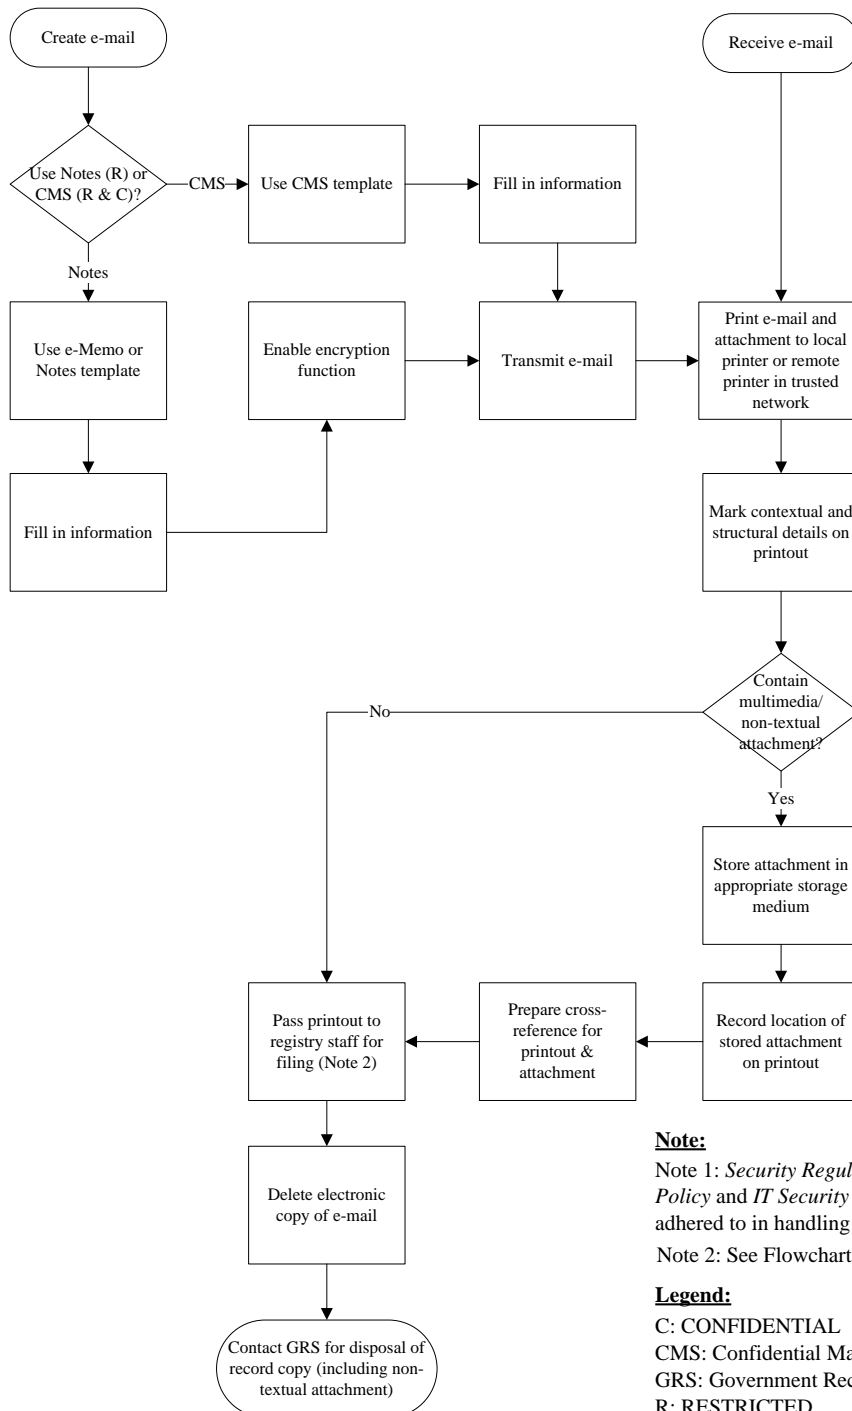 Create e-mail
Receive e-mail
Use Notes (R) or
CMS (R & C)?
CMS
Use CMS template
Fill in information
Notes
Use e-Memo or
Notes template
Enable encryption
function
Transmit e-mail
Print e-mail and
attachment to local
printer or remote
printer in trusted
network
Fill in information
Mark contextual and
structural details on
printout
Contain
multimedia/
non-textual
attachment?
No
Yes
Store attachment in
appropriate storage
medium
Pass printout to
registry staff for
filing (Note 2)
Prepare cross-
reference for
printout &
attachment
Record location of
stored attachment
on printout
Delete electronic
copy of e-mail
Contact GRS for disposal of
record copy (including non-
textual attachment)
Note:
Note 1: Security Regul
Policy and IT Security
adhered to in handling
Note 2: See Flowchart
Legend:
C: CONFIDENTIAL
CMS: Confidential Ma
GRS: Government Rec
R: RESTRICTED